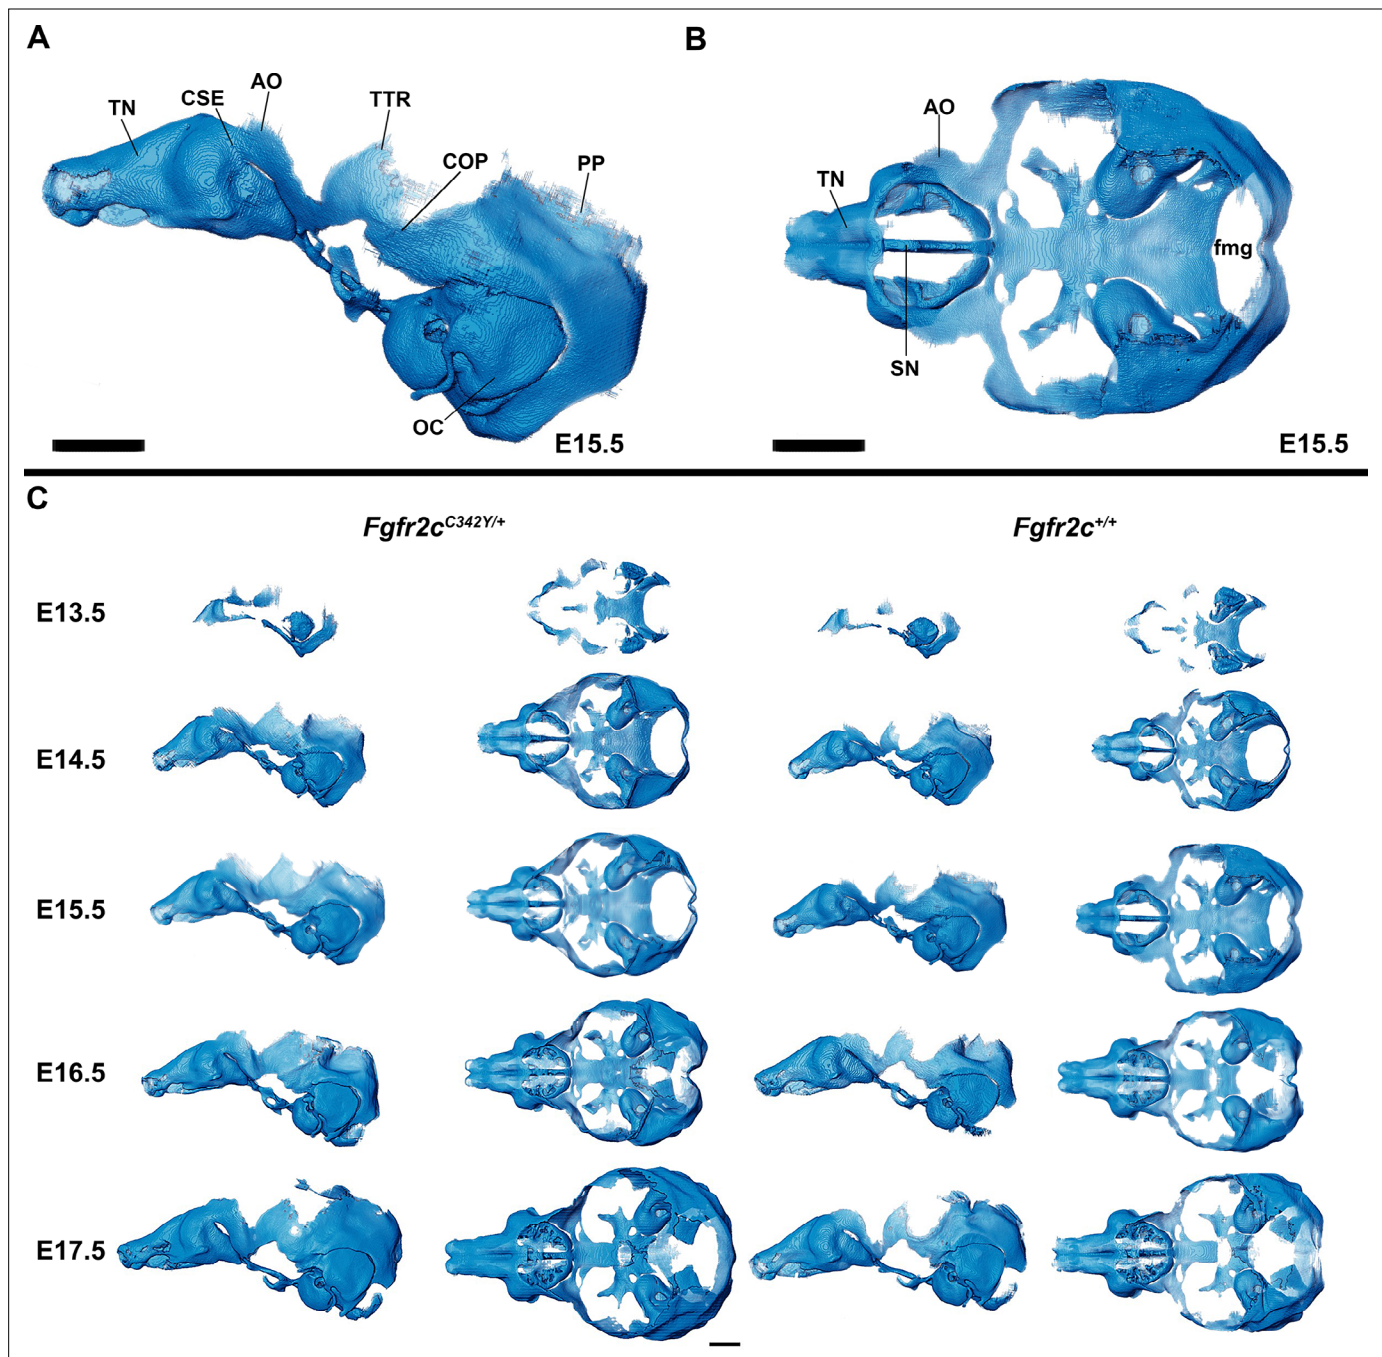 A
B
TN
CSE
AO
TTR
COP
PP
OC
E15.5
AO
TN
SN
fmg
E15.5
C
Fgfr2c^C342Y/+
Fgfr2c^+/+
E13.5
E14.5
E15.5
E16.5
E17.5